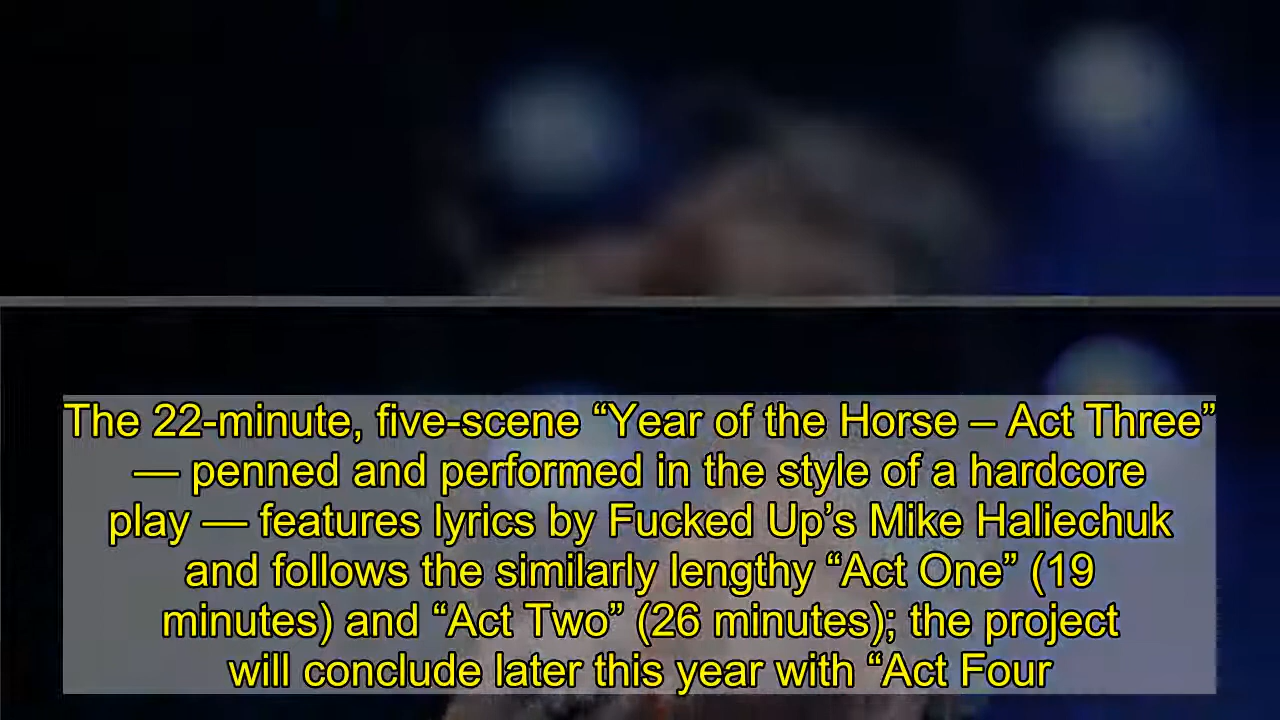 The 22-minute, five-scene “Year of the Horse – Act Three”
— penned and performed in the style of a hardcore
play — features lyrics by Fucked Up’s Mike Haliechuk
and follows the similarly lengthy “Act One” (19
minutes) and “Act Two” (26 minutes); the project
will conclude later this year with “Act Four